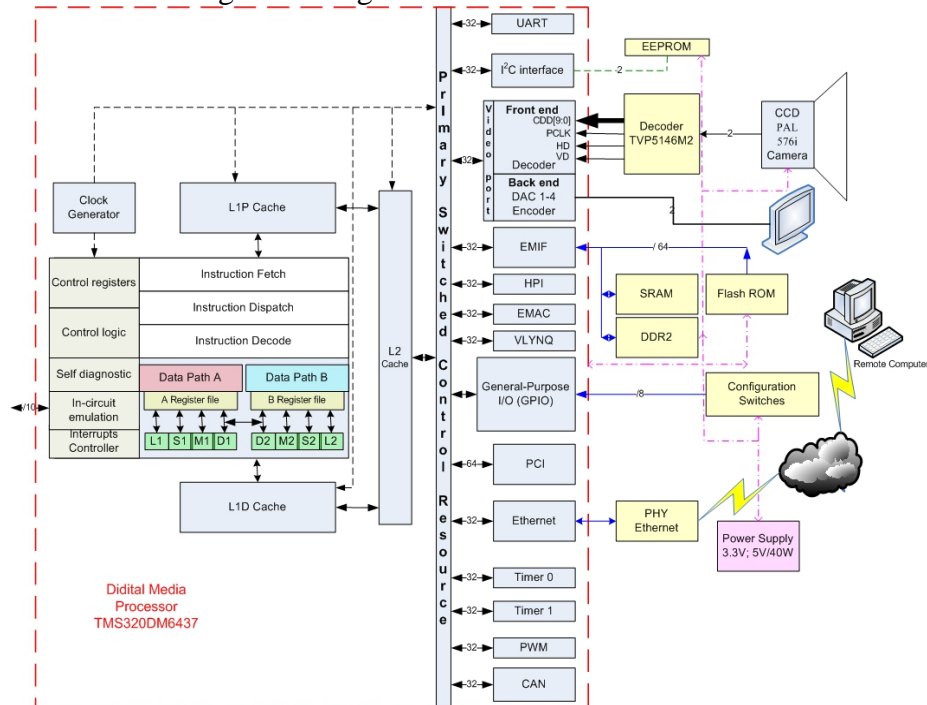 32
UART
EEPROM
32
I²C interface
2
Primary Switched Control Resource
Video port
Front end
CDD[9:0]
PCLK
HD
VD
Decoder
32
Decoder
TVP5146M2
2
CCD
PAL
576i
Camera
Back end
DAC 1-4
Encoder
2
Clock
Generator
L1P Cache
32
EMIF
/ 64
Control registers
Instruction Fetch
32
HPI
SRAM
Flash ROM
Instruction Dispatch
32
EMAC
Control logic
Instruction Decode
32
VLYNQ
DDR2
L2
Cache
Remote Computer
Self diagnostic
Data Path A
Data Path B
32
General-Purpose
I/O (GPIO)
/8
Configuration
Switches
/10
In-circuit
emulation
A Register file
B Register file
Interrupts
Controller
L1
S1
M1
D1
D2
M2
S2
L2
64
PCI
L1D Cache
32
Ethernet
PHY
Ethernet
Power Supply
3.3V; 5V/40W
32
Timer 0
Didital Media
Processor
TMS320DM6437
32
Timer 1
32
PWM
32
CAN